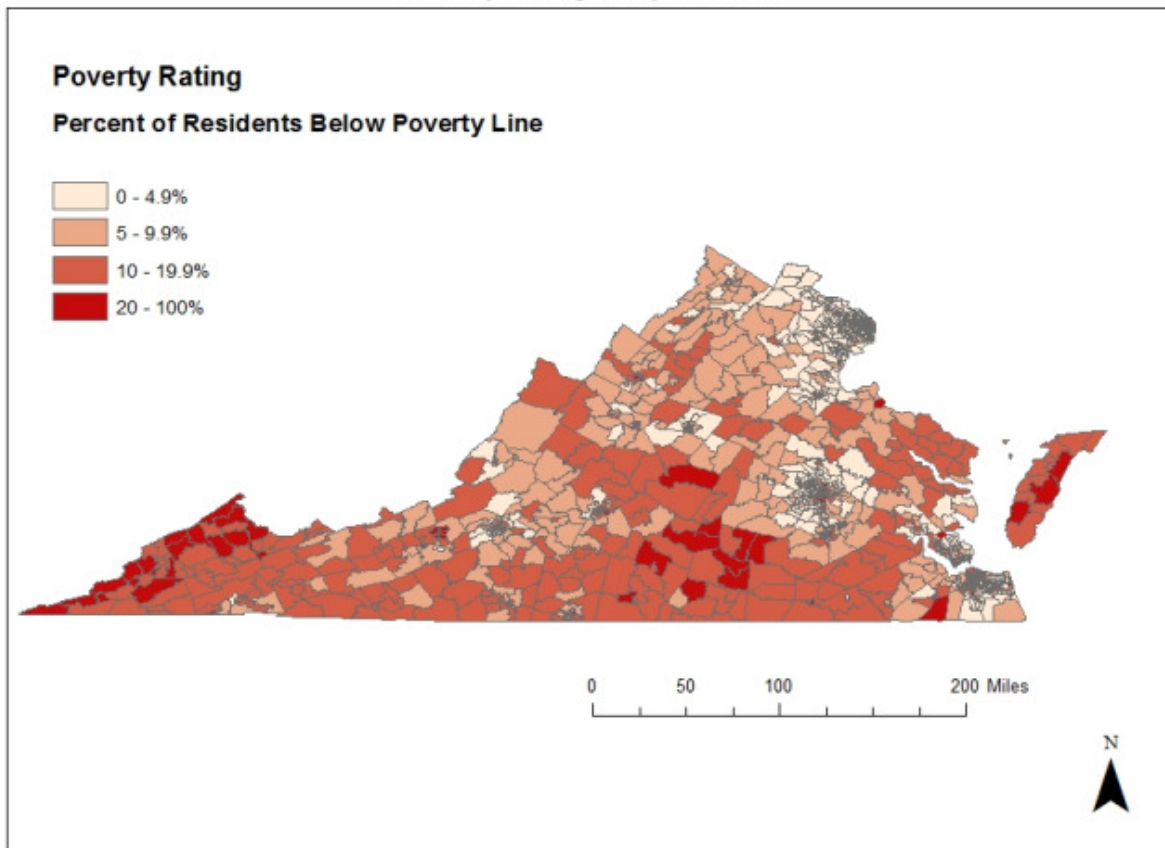 Poverty Rating
Percent of Residents Below Poverty Line
0 - 4.9%
5 - 9.9%
10 - 19.9%
20 - 100%
0 50 100 200 Miles
N